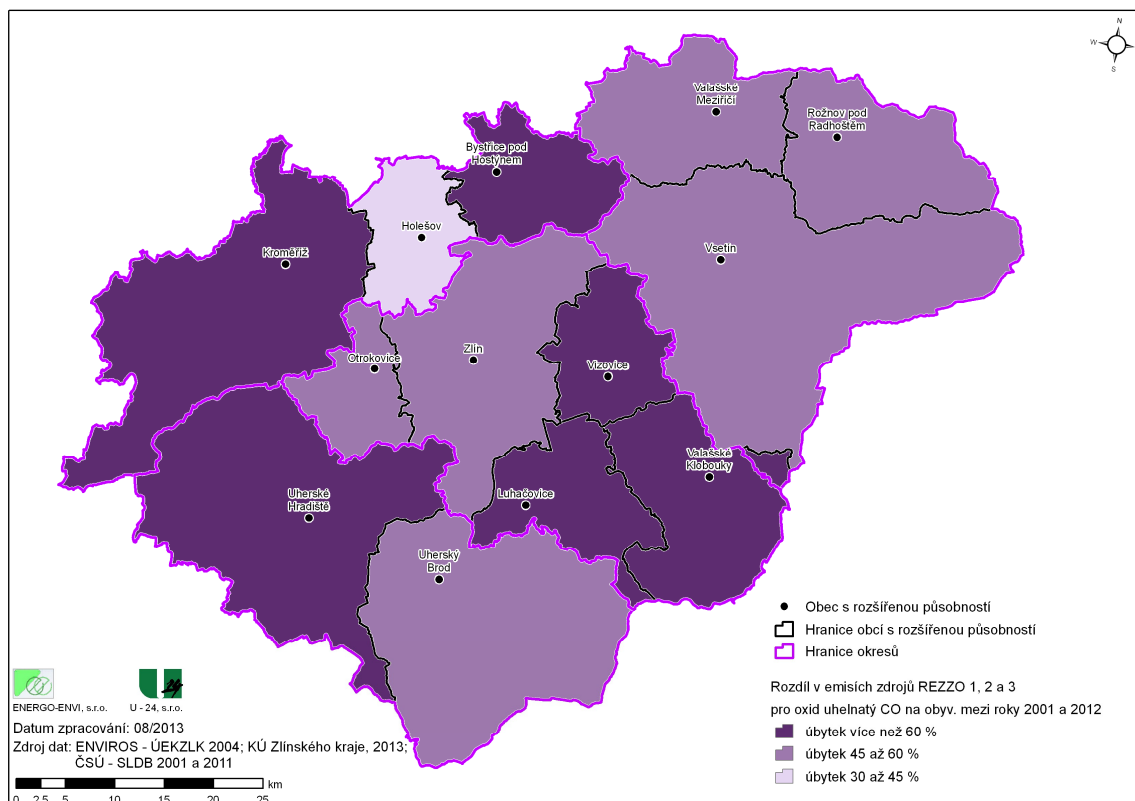 N
W
E
S
Valašské
Meziříčí
Rožnov pod
Radhoštěm
Bystřice pod
Hostýnem
Holešov
Kroměříž
Vsetín
Zlín
Otrokovice
Vizovice
Valašské
Klobouky
Luhačovice
Uherské
Hradiště
Uherský
Brod
Obec s rozšířenou působností
Hranice obcí s rozšířenou působností
Hranice okresů
Rozdíl v emisích zdrojů REZZO 1, 2 a 3
pro oxid uhelnatý CO na obyv. mezi roky 2001 a 2012
úbytek více než 60 %
úbytek 45 až 60 %
úbytek 30 až 45 %
U 24
ENERGO-ENVI, s.r.o. U - 24, s.r.o.
Datum zpracování: 08/2013
Zdroj dat: ENVIROS - ÚEKZLK 2004; KÚ Zlínského kraje, 2013;
ČSÚ - SLDB 2001 a 2011
km
0 2,5 5 10 15 20 25